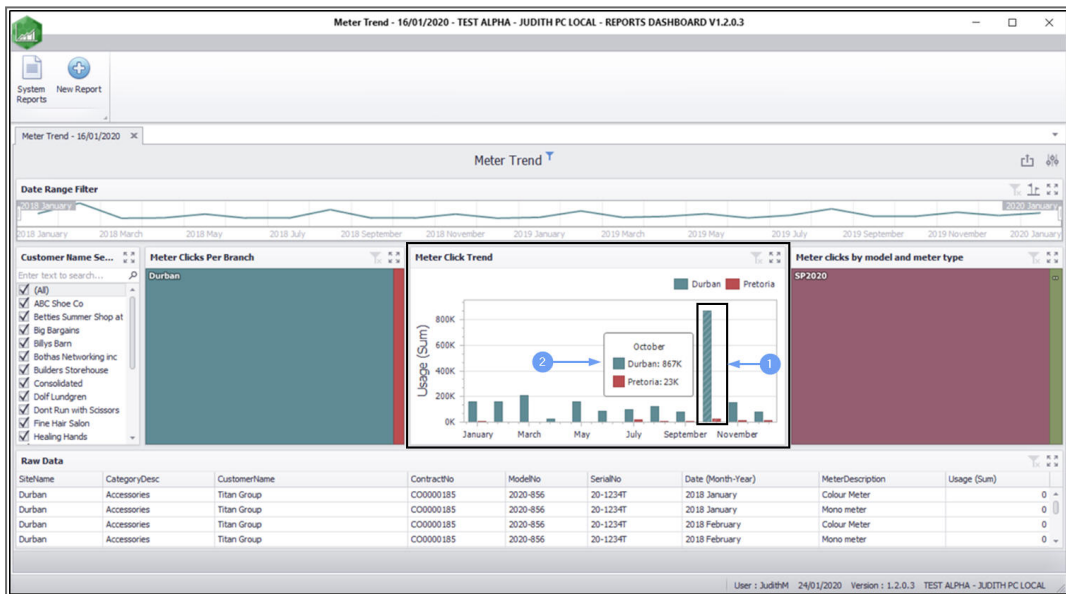 Meter Trend - 16/01/2020 - TEST ALPHA - JUDITH PC LOCAL - REPORTS DASHBOARD V1.2.0.3
System Reports
New Report
Meter Trend - 16/01/2020
Meter Trend
Date Range Filter
2018 January
2020 January
2018 January 2018 March 2018 May 2018 July 2018 September 2018 November 2019 January 2019 March 2019 May 2019 July 2019 September 2019 November 2020 January
Customer Name Se...
Enter text to search...
(All)
ABC Shoe Co
Betties Summer Shop at
Big Bargains
Billys Barn
Bothas Networking inc
Builders Storehouse
Consolidated
Dolf Lundgren
Dont Run with Scissors
Fine Hair Salon
Healing Hands
Meter Clicks Per Branch
Durban
Meter Click Trend
Durban Pretoria
Usage (Sum)
800K
600K
400K
200K
0K
January March May July September November
October
Durban: 867K
Pretoria: 23K
2
1
Meter clicks by model and meter type
SP2020
Raw Data
SiteName CategoryDesc CustomerName ContractNo ModelNo SerialNo Date (Month-Year) MeterDescription Usage (Sum)
Durban Accessories Titan Group CO0000185 2020-856 20-1234T 2018 January Colour Meter 0
Durban Accessories Titan Group CO0000185 2020-856 20-1234T 2018 January Mono meter 0
Durban Accessories Titan Group CO0000185 2020-856 20-1234T 2018 February Colour Meter 0
Durban Accessories Titan Group CO0000185 2020-856 20-1234T 2018 February Mono meter 0
User : JudithM 24/01/2020 Version : 1.2.0.3 TEST ALPHA - JUDITH PC LOCAL